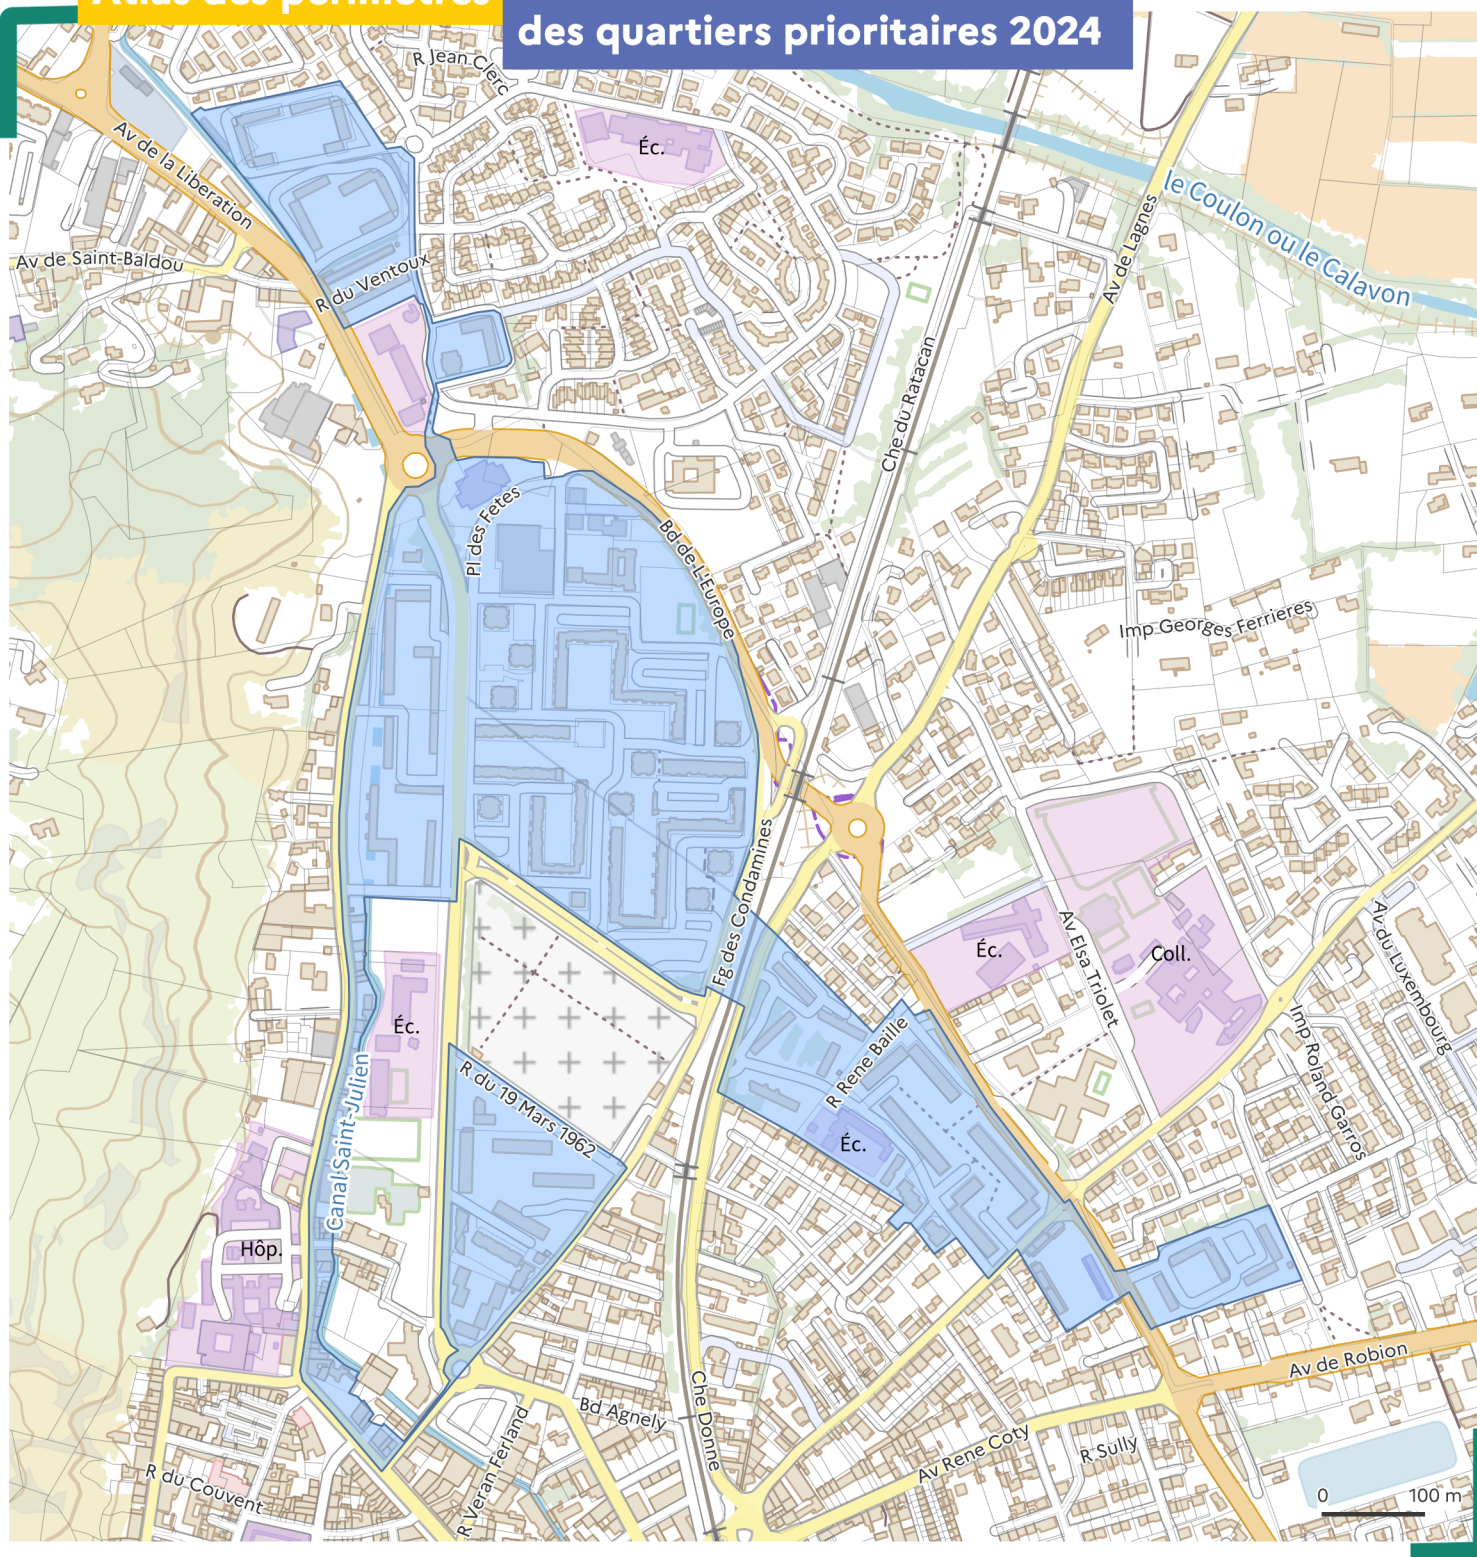 Atlas des périmètres
des quartiers prioritaires 2024
R Jean Clerc
Éc.
Av de la Liberation
le Coulon ou le Calavon
Av de Lagnes
Av de Saint-Baldou
R du Ventoux
Che du Ratacan
Pl des Fetes
Bd de L'Europe
Imp Georges Ferrieres
Fg des Condamines
Av Elsa Triolet
Éc.
Coll.
Av du Luxembourg
Éc.
R Rene Baille
Imp Roland Garros
R du 19 Mars 1962
Canal Saint-Julien
Éc.
Hôp.
Av de Robion
Che Donne
Bd Agnely
R Veran Ferland
Av Rene Coty
R Sully
R du Couvent
0 100 m